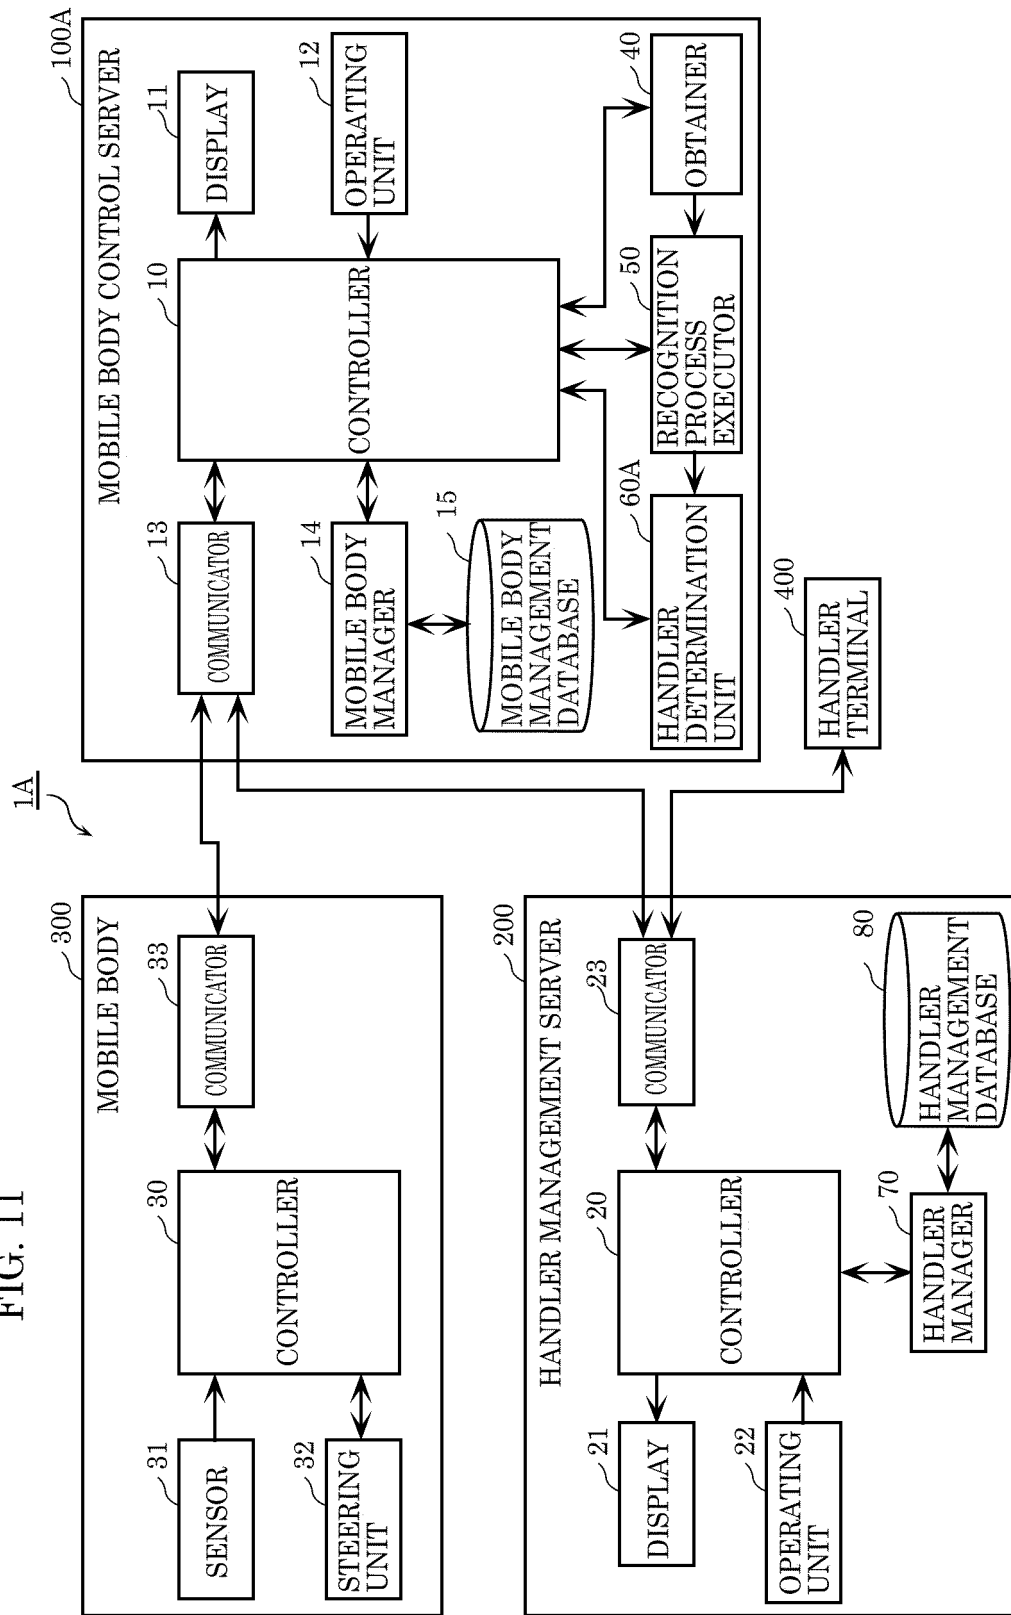 FIG. 11
1A
300
MOBILE BODY
31
SENSOR
32
STEERING
UNIT
30
CONTROLLER
33
COMMUNICATOR
100A
MOBILE BODY CONTROL SERVER
13
COMMUNICATOR
14
MOBILE BODY
MANAGER
15
MOBILE BODY
MANAGEMENT
DATABASE
10
CONTROLLER
11
DISPLAY
12
OPERATING
UNIT
60A
HANDLER
DETERMINATION
UNIT
50
RECOGNITION
PROCESS
EXECUTOR
40
OBTAINER
200
HANDLER MANAGEMENT SERVER
21
DISPLAY
22
OPERATING
UNIT
20
CONTROLLER
23
COMMUNICATOR
70
HANDLER
MANAGER
80
HANDLER
MANAGEMENT
DATABASE
400
HANDLER
TERMINAL